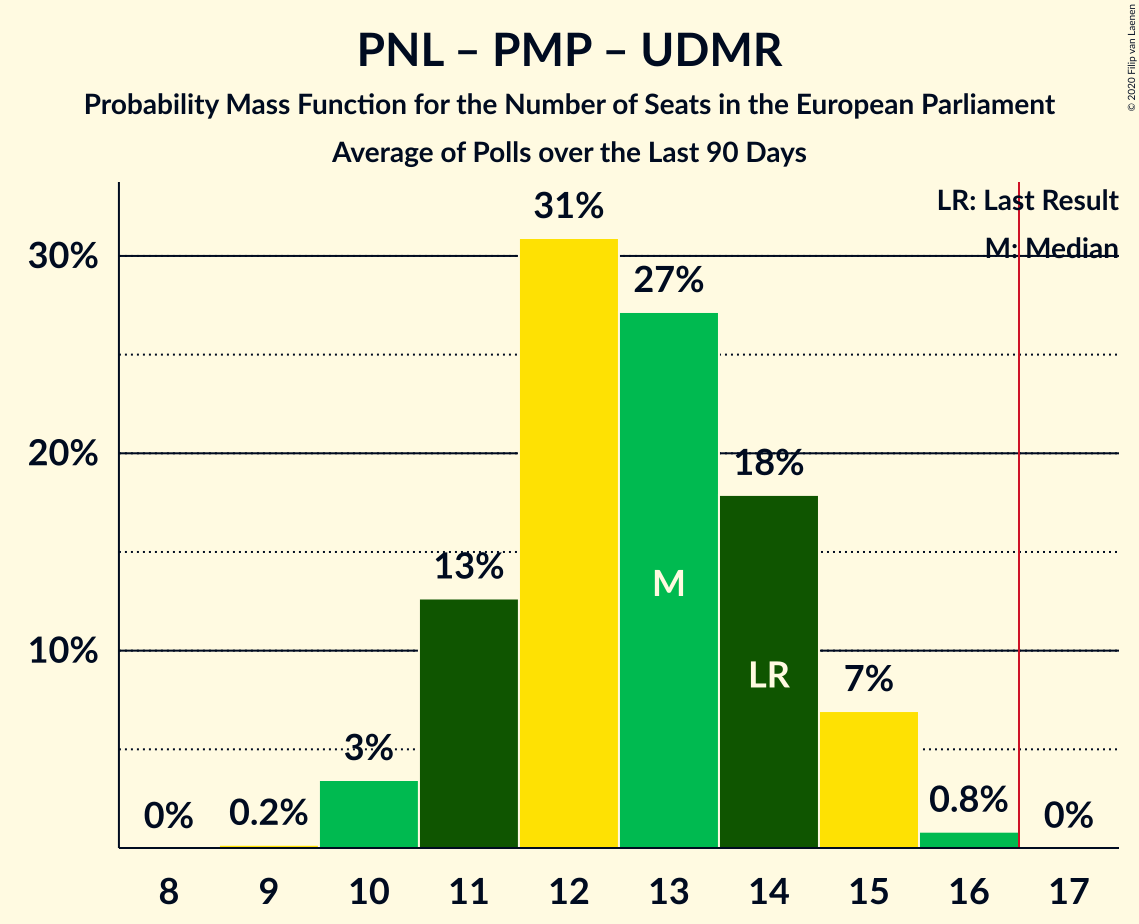 PNL – PMP – UDMR
Probability Mass Function for the Number of Seats in the European Parliament
Average of Polls over the Last 90 Days
© 2020 Filip van Laenen
LR: Last Result
M: Median
30%
20%
10%
0%
0.2%
3%
13%
31%
27%
18%
7%
0.8%
0%
M
LR
8 9 10 11 12 13 14 15 16 17